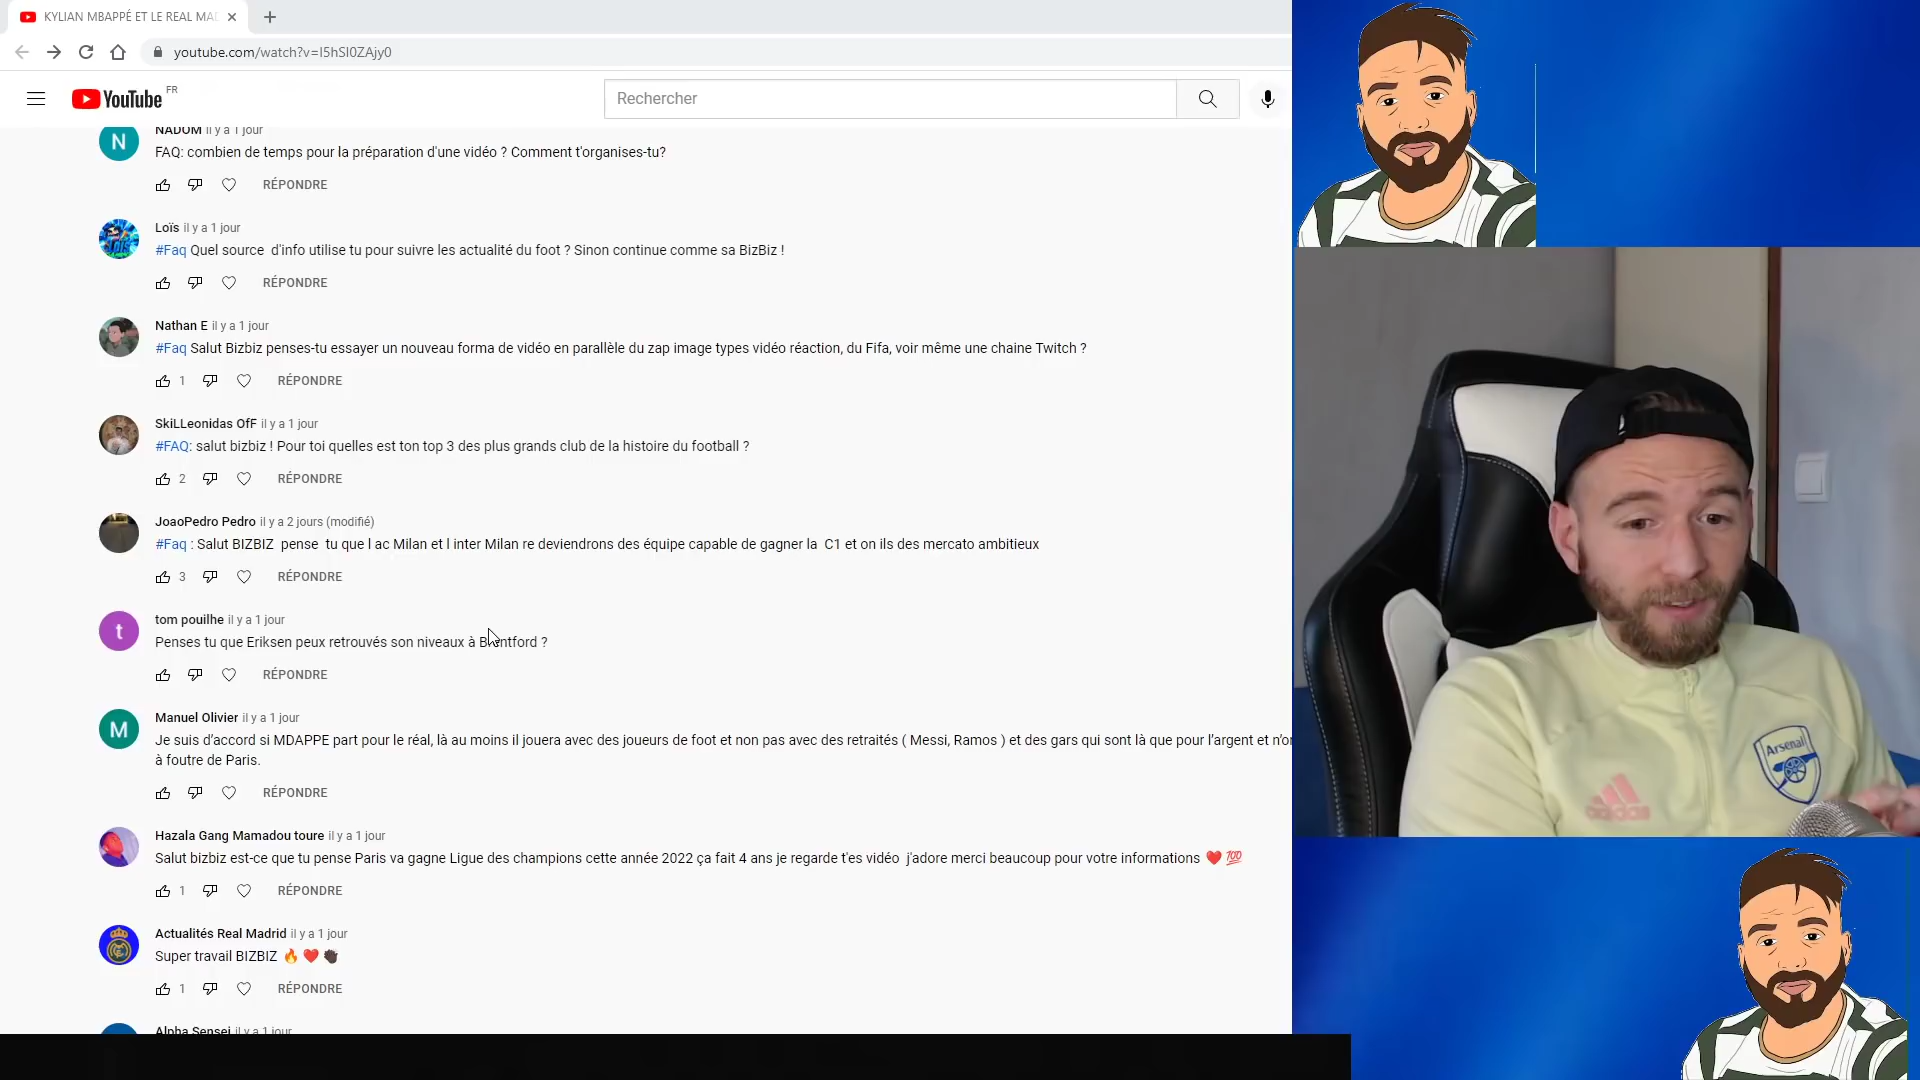 KYLIAN MBAPPÉ ET LE REAL MA
youtube.com/watch?v=I5hSI0ZAjy0
YouTube FR
Rechercher
N
NADOM il y a 1 jour
FAQ: combien de temps pour la préparation d'une vidéo ? Comment t'organises-tu?
RÉPONDRE
Loïs il y a 1 jour
#Faq Quel source d'info utilise tu pour suivre les actualité du foot ? Sinon continue comme sa BizBiz !
RÉPONDRE
Nathan E il y a 1 jour
#Faq Salut Bizbiz penses-tu essayer un nouveau forma de vidéo en parallèle du zap image types vidéo réaction, du Fifa, voir même une chaine Twitch ?
1 RÉPONDRE
SkiLLeonidas OfF il y a 1 jour
#FAQ: salut bizbiz ! Pour toi quelles est ton top 3 des plus grands club de la histoire du football ?
2 RÉPONDRE
JoaoPedro Pedro il y a 2 jours (modifié)
#Faq : Salut BIZBIZ pense tu que l ac Milan et l inter Milan re deviendrons des équipe capable de gagner la C1 et on ils des mercato ambitieux
3 RÉPONDRE
t
tom pouilhe il y a 1 jour
Penses tu que Eriksen peux retrouvés son niveaux à Brentford ?
RÉPONDRE
M
Manuel Olivier il y a 1 jour
Je suis d’accord si MDAPPE part pour le réal, là au moins il jouera avec des joueurs de foot et non pas avec des retraités ( Messi, Ramos ) et des gars qui sont là que pour l’argent et
à foutre de Paris.
RÉPONDRE
Hazala Gang Mamadou toure il y a 1 jour
Salut bizbiz est-ce que tu pense Paris va gagne Ligue des champions cette année 2022 ça fait 4 ans je regarde t'es vidéo j'adore merci beaucoup pour votre informations ❤️ 💯
1 RÉPONDRE
Actualités Real Madrid il y a 1 jour
Super travail BIZBIZ 🔥 ❤️ 👏🏿
1 RÉPONDRE
Alpha Sensei il y a 1 jour
Arsenal